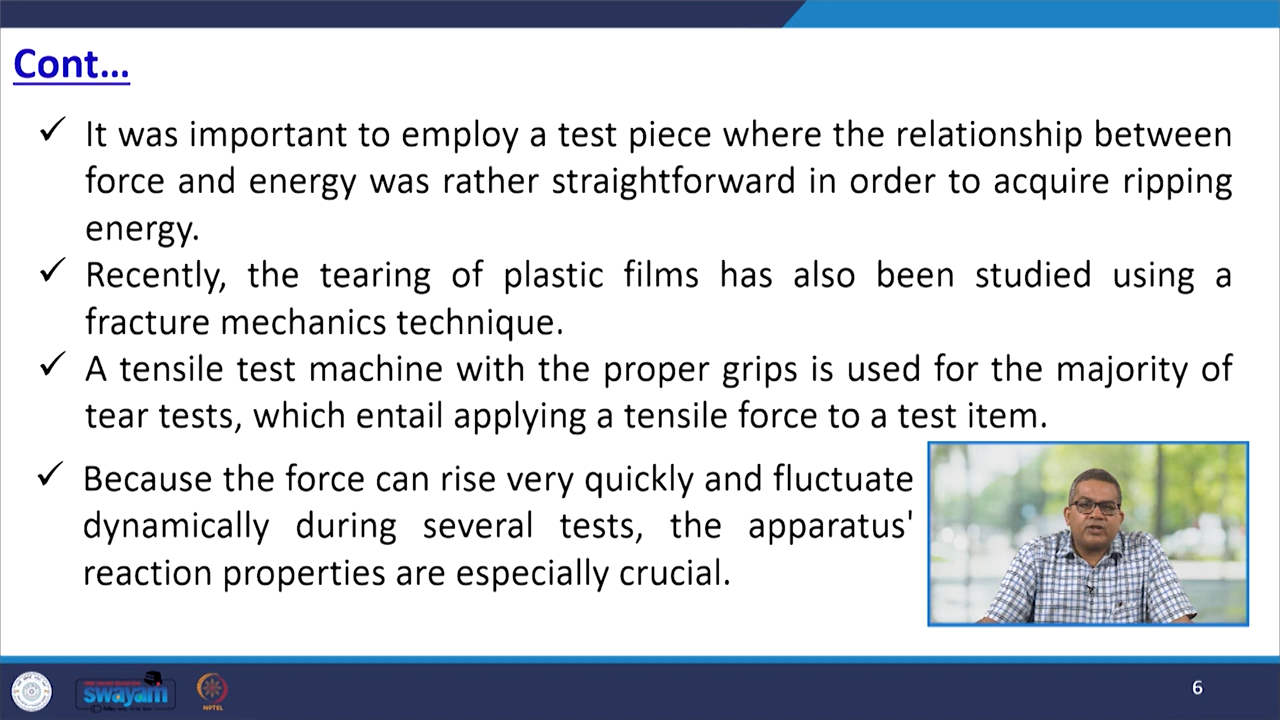 Cont...
✓ It was important to employ a test piece where the relationship between
force and energy was rather straightforward in order to acquire ripping
energy.
✓ Recently, the tearing of plastic films has also been studied using a
fracture mechanics technique.
✓ A tensile test machine with the proper grips is used for the majority of
tear tests, which entail applying a tensile force to a test item.
✓ Because the force can rise very quickly and fluctuate
dynamically during several tests, the apparatus'
reaction properties are especially crucial.
swayam
NPTEL
6